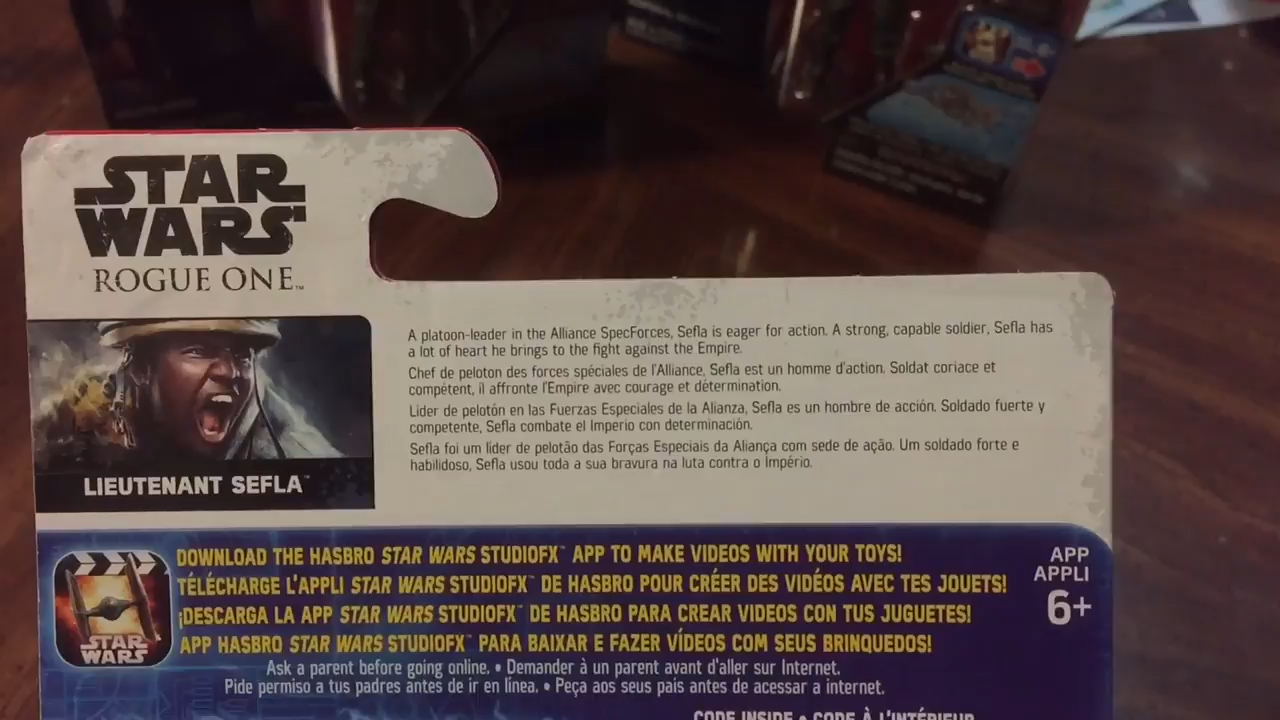 STAR
WARS
ROGUE ONE™
A platoon-leader in the Alliance SpecForces, Sefla is eager for action. A strong, capable soldier, Sefla has
a lot of heart he brings to the fight against the Empire.
Chef de peloton des forces spéciales de l'Alliance, Sefla est un homme d'action. Soldat coriace et
compétent, il affronte l'Empire avec courage et détermination.
Líder de pelotón en las Fuerzas Especiales de la Alianza, Sefla es un hombre de acción. Soldado fuerte y
competente, Sefla combate el Imperio con determinación.
Sefla foi um líder de pelotão das Forças Especiais da Aliança com sede de ação. Um soldado forte e
habilidoso, Sefla usou toda a sua bravura na luta contra o Império.
LIEUTENANT SEFLA™
DOWNLOAD THE HASBRO STAR WARS STUDIOFX™ APP TO MAKE VIDEOS WITH YOUR TOYS!
TÉLÉCHARGE L'APPLI STAR WARS STUDIOFX™ DE HASBRO POUR CRÉER DES VIDÉOS AVEC TES JOUETS!
¡DESCARGA LA APP STAR WARS STUDIOFX™ DE HASBRO PARA CREAR VIDEOS CON TUS JUGUETES!
APP HASBRO STAR WARS STUDIOFX™ PARA BAIXAR E FAZER VÍDEOS COM SEUS BRINQUEDOS!
APP
APPLI
6+
STAR
WARS
Ask a parent before going online. • Demander à un parent avant d'aller sur Internet.
Pide permiso a tus padres antes de ir en línea. • Peça aos seus pais antes de acessar a internet.
CODE INSIDE • CODE À L'INTÉRIEUR